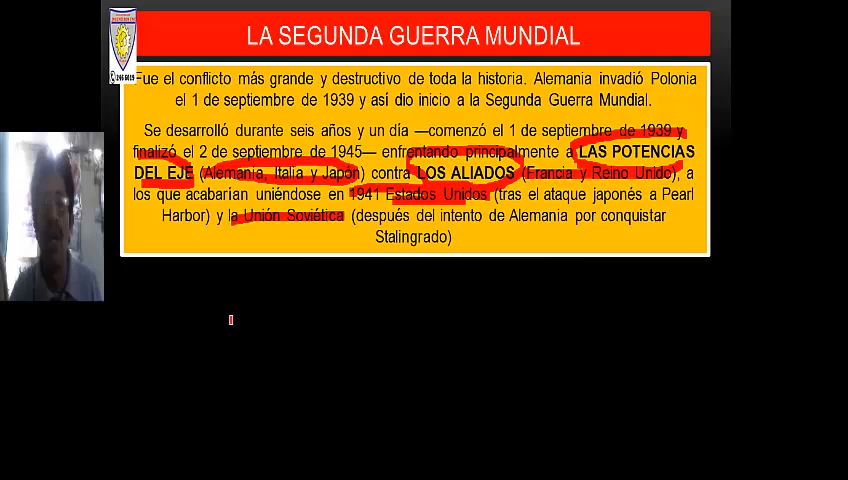 LA SEGUNDA GUERRA MUNDIAL
Fue el conflicto más grande y destructivo de toda la historia. Alemania invadió Polonia
el 1 de septiembre de 1939 y así dio inicio a la Segunda Guerra Mundial.
Se desarrolló durante seis años y un día —comenzó el 1 de septiembre de 1939 y
finalizó el 2 de septiembre de 1945— enfrentando principalmente a LAS POTENCIAS
DEL EJE (Alemania, Italia y Japón) contra LOS ALIADOS (Francia y Reino Unido), a
los que acabarían uniéndose en 1941 Estados Unidos (tras el ataque japonés a Pearl
Harbor) y la Unión Soviética (después del intento de Alemania por conquistar
Stalingrado)